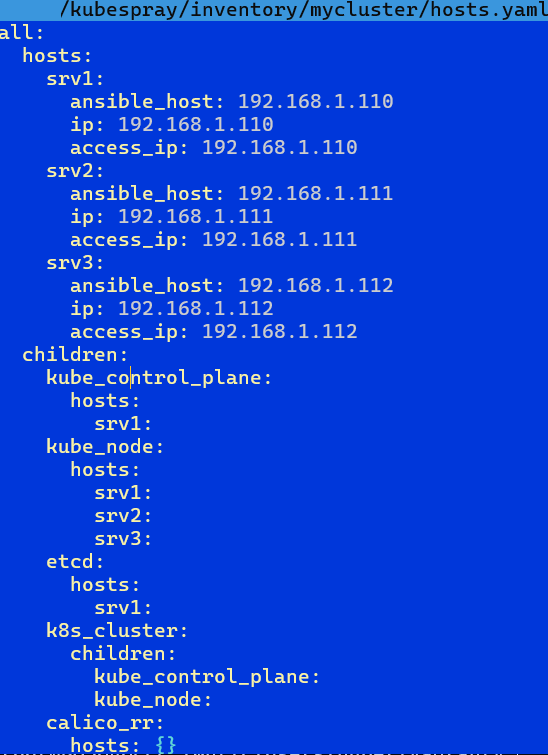 /kubespray/inventory/mycluster/hosts.yaml
all:
  hosts:
    srv1:
      ansible_host: 192.168.1.110
      ip: 192.168.1.110
      access_ip: 192.168.1.110
    srv2:
      ansible_host: 192.168.1.111
      ip: 192.168.1.111
      access_ip: 192.168.1.111
    srv3:
      ansible_host: 192.168.1.112
      ip: 192.168.1.112
      access_ip: 192.168.1.112
  children:
    kube_control_plane:
      hosts:
        srv1:
    kube_node:
      hosts:
        srv1:
        srv2:
        srv3:
    etcd:
      hosts:
        srv1:
    k8s_cluster:
      children:
        kube_control_plane:
        kube_node:
    calico_rr:
      hosts: {}